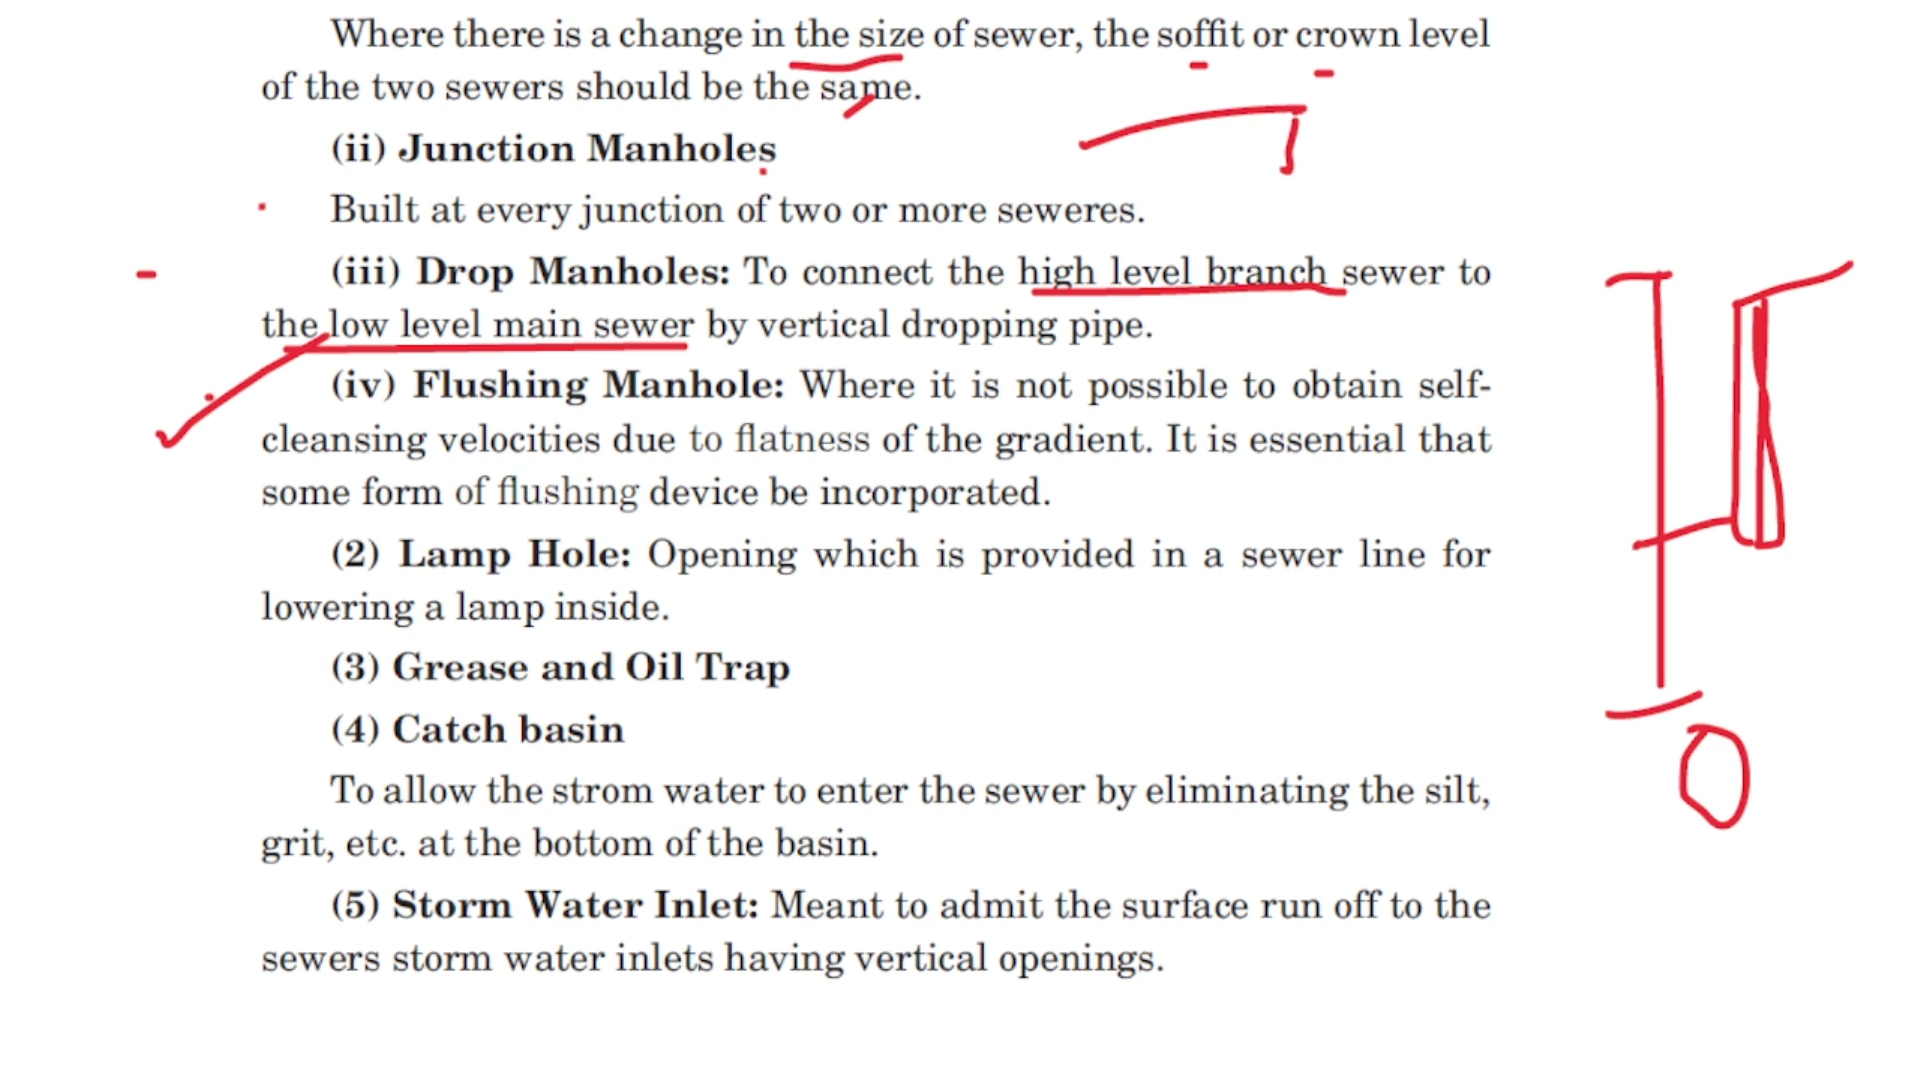 Where there is a change in the size of sewer, the soffit or crown level
of the two sewers should be the same.
(ii) Junction Manholes
Built at every junction of two or more seweres.
(iii) Drop Manholes: To connect the high level branch sewer to
the low level main sewer by vertical dropping pipe.
(iv) Flushing Manhole: Where it is not possible to obtain self-
cleansing velocities due to flatness of the gradient. It is essential that
some form of flushing device be incorporated.
(2) Lamp Hole: Opening which is provided in a sewer line for
lowering a lamp inside.
(3) Grease and Oil Trap
(4) Catch basin
To allow the strom water to enter the sewer by eliminating the silt,
grit, etc. at the bottom of the basin.
(5) Storm Water Inlet: Meant to admit the surface run off to the
sewers storm water inlets having vertical openings.